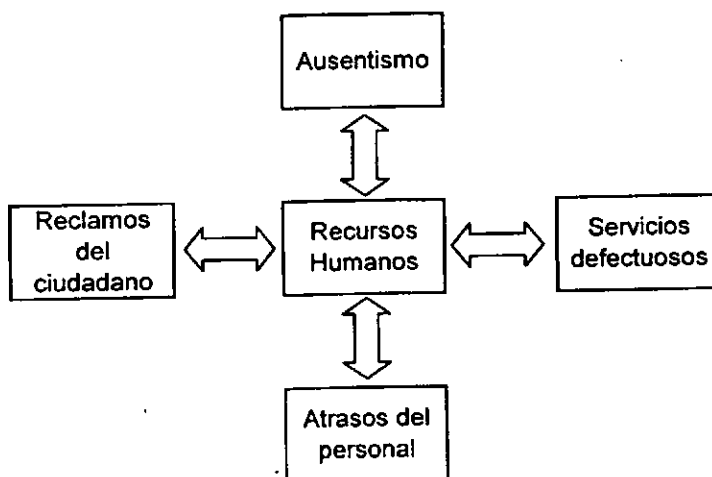 Ausentismo
Reclamos
del
ciudadano
Recursos
Humanos
Servicios
defectuosos
Atrasos del
personal